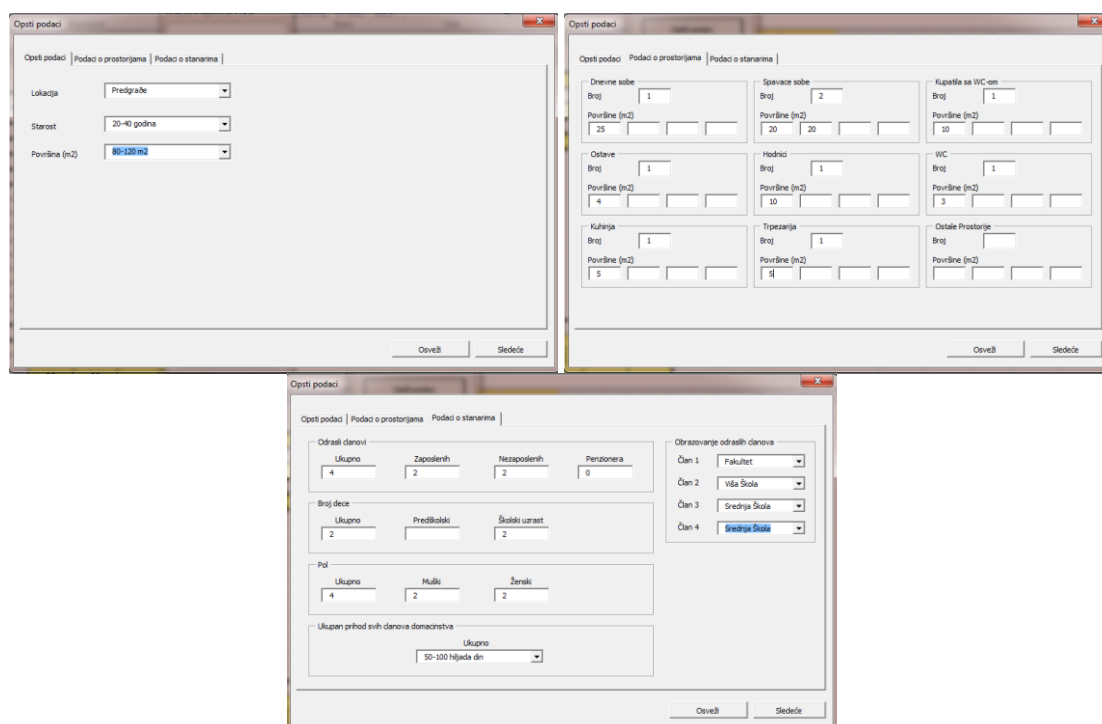 Opsti podaci
Opsti podaci | Podaci o prostorijama | Podaci o stanarima
Lokacija Predgrađe
Starost 20-40 godina
Površina (m2) 80-120 m2
Osveži Sledeće
Opsti podaci
Opsti podaci | Podaci o prostorijama | Podaci o stanarima
Dnevne sobe Spavace sobe Kupatila sa WC-om
Broj 1 Broj 2 Broj 1
Površine (m2) Površine (m2) Površine (m2)
25 20 20 10
Ostave Hodnici WC
Broj 1 Broj 1 Broj 1
Površine (m2) Površine (m2) Površine (m2)
4 10 3
Kuhinja Trpezarija Ostale Prostorije
Broj 1 Broj 1 Broj
Površine (m2) Površine (m2) Površine (m2)
5 5
Osveži Sledeće
Opsti podaci
Opsti podaci | Podaci o prostorijama | Podaci o stanarima
Odrasli članovi
Ukupno Zaposlenih Nezaposlenih Penzionera
4 2 2 0
Broj dece
Ukupno Predškolski Školski uzrast
2 2
Pol
Ukupno Muški Ženski
4 2 2
Ukupan prihod svih članova domacinstva
Ukupno
50-100 hiljada din
Obrazovanje odraslih članova
Član 1 Fakultet
Član 2 Viša Škola
Član 3 Srednja Škola
Član 4 Srednja Škola
Osveži Sledeće